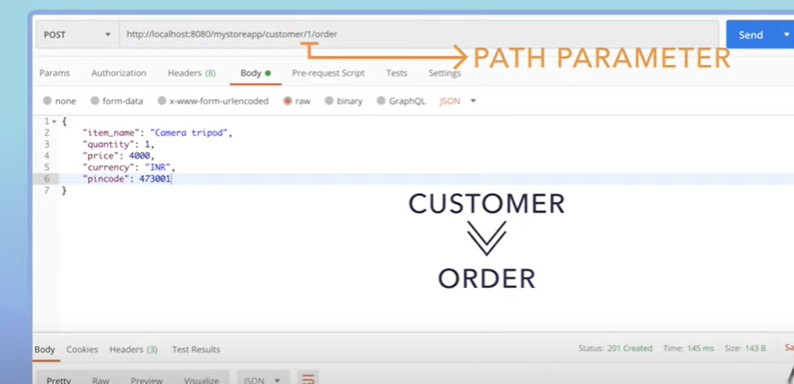 POST http://localhost:8080/mystoreapp/customer/1/order Send
PATH PARAMETER
Params Authorization Headers (8) Body Pre-request Script Tests Settings
none form-data x-www-form-urlencoded raw binary GraphQL JSON
1 {
2 "item_name": "Camera tripod",
3 "quantity": 1,
4 "price": 4000,
5 "currency": "INR",
6 "pincode": 473001
7 }
CUSTOMER
ORDER
Body Cookies Headers (3) Test Results Status: 201 Created Time: 145 ms Size: 143 B Sa
Pretty Raw Preview Visualize JSON